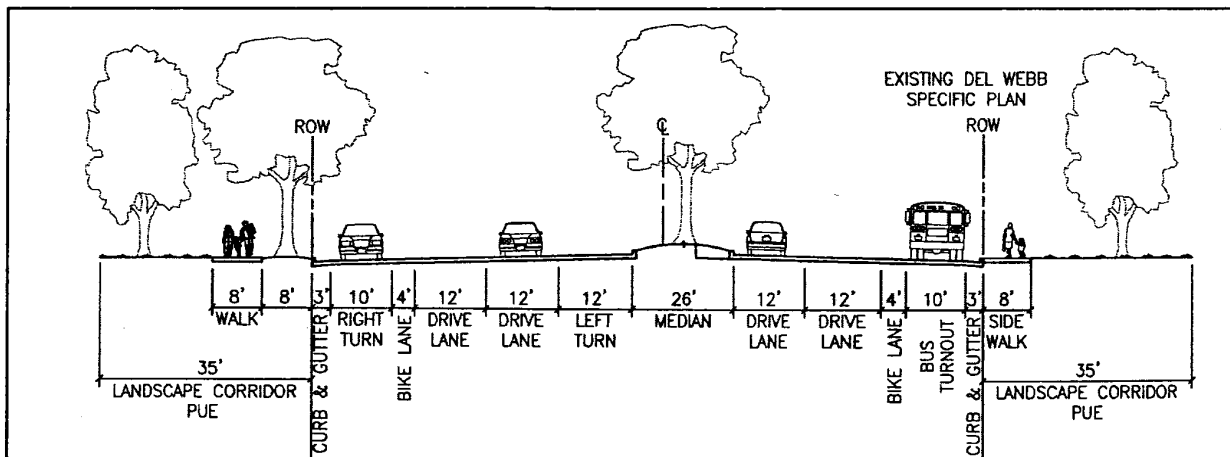 EXISTING DEL WEBB
SPECIFIC PLAN
ROW
ROW
℄
8'
8'
3'
10'
4'
12'
12'
12'
26'
12'
12'
4'
10'
3'
8'
WALK
CURB & GUTTER
RIGHT
TURN
BIKE LANE
DRIVE
LANE
DRIVE
LANE
LEFT
TURN
MEDIAN
DRIVE
LANE
DRIVE
LANE
BIKE LANE
BUS
TURNOUT
CURB & GUTTER
SIDE
WALK
35'
LANDSCAPE CORRIDOR
PUE
35'
LANDSCAPE CORRIDOR
PUE